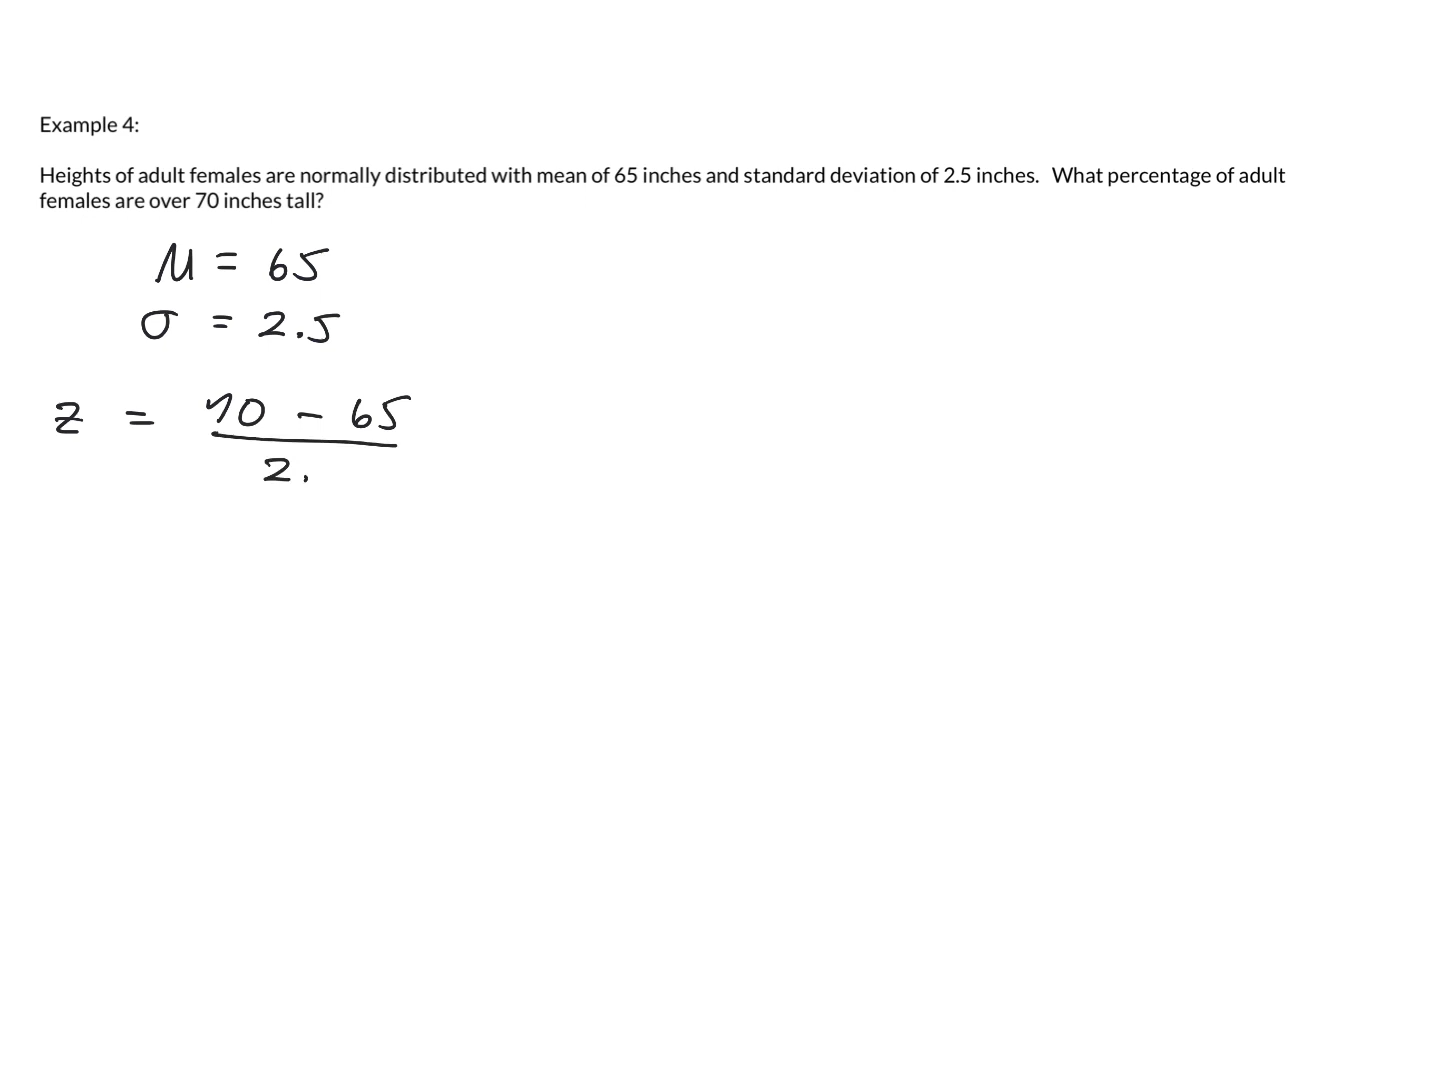 Example 4:
Heights of adult females are normally distributed with mean of 65 inches and standard deviation of 2.5 inches. What percentage of adult
females are over 70 inches tall?
μ = 65
σ = 2.5
z = 70 - 65
2.